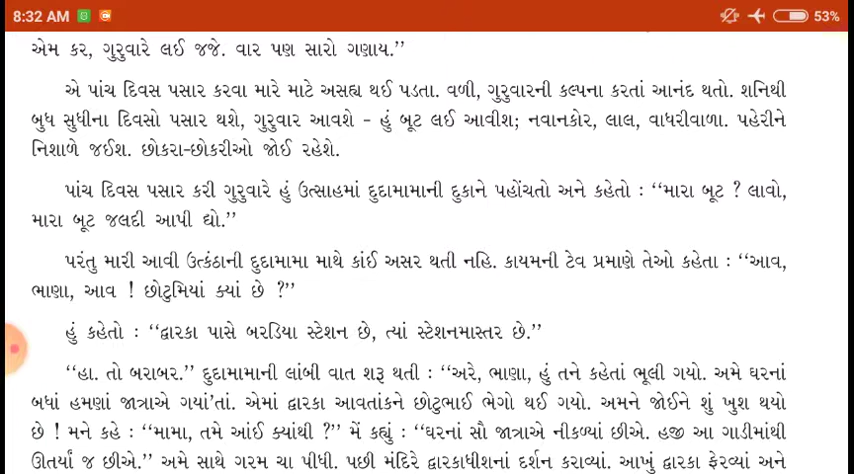 8:32 AM
53%
એમ કર, ગુરુવારે લઈ જજે. વાર પણ સારો ગણાય.’’
એ પાંચ દિવસ પસાર કરવા મારે માટે અસહ્ય થઈ પડતા. વળી, ગુરુવારની કલ્પના કરતાં આનંદ થતો. શનિથી
બુધ સુધીના દિવસો પસાર થશે, ગુરુવાર આવશે - હું બૂટ લઈ આવીશ; નવાનકોર, લાલ, વાધરીવાળા. પહેરીને
નિશાળે જઈશ. છોકરા-છોકરીઓ જોઈ રહેશે.
પાંચ દિવસ પસાર કરી ગુરુવારે હું ઉત્સાહમાં દુદામામાની દુકાને પહોંચતો અને કહેતો : ‘‘મારા બૂટ ? લાવો,
મારા બૂટ જલદી આપી દ્યો.’’
પરંતુ મારી આવી ઉત્કંઠાની દુદામામા માથે કાંઈ અસર થતી નહિ. કાયમની ટેવ પ્રમાણે તેઓ કહેતા : ‘‘આવ,
ભાણા, આવ ! છોટુમિયાં ક્યાં છે ?’’
હું કહેતો : ‘‘દ્વારકા પાસે બરડિયા સ્ટેશન છે, ત્યાં સ્ટેશનમાસ્તર છે.’’
‘‘હા. તો બરાબર.’’ દુદામામાની લાંબી વાત શરૂ થતી : ‘‘અરે, ભાણા, હું તને કહેતાં ભૂલી ગયો. અમે ઘરનાં
બધાં હમણાં જાત્રાએ ગયાં’તાં. એમાં દ્વારકા આવતાંકને છોટુભાઈ ભેગો થઈ ગયો. અમને જોઈને શું ખુશ થયો
છે ! મને કહે : ‘‘મામા, તમે આંઈ ક્યાંથી ?’’ મેં કહ્યું : ‘‘ઘરનાં સૌ જાત્રાએ નીકળ્યાં છીએ. હજી આ ગાડીમાંથી
ઊતર્યાં જ છીએ.’’ અમે સાથે ગરમ ચા પીધી. પછી મંદિરે દ્વારકાધીશનાં દર્શન કરાવ્યાં. આખું દ્વારકા ફેરવ્યાં અને